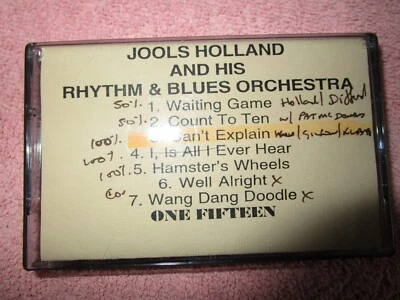 JOOLS HOLLAND
AND HIS
RHYTHM & BLUES ORCHESTRA
50% 1. Waiting Game Holland/Difford
50% 2. Count To Ten w/ PAT
100% Can't Explain
100% 4. I, Is All I Ever Hear
100% 5. Hamster's Wheels
6. Well Alright x
7. Wang Dang Doodle x
ONE FIFTEEN